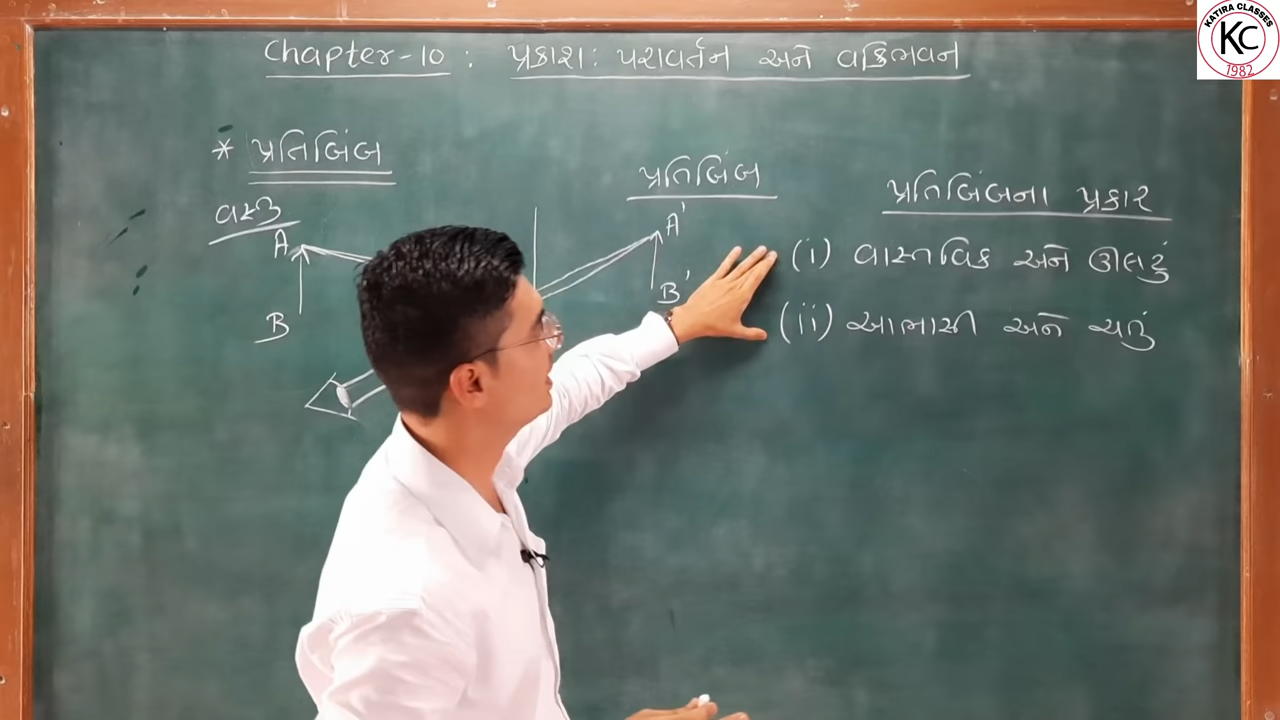 KATIRA CLASSES
KC
1982
Chapter-10 : પ્રકાશ: પરાવર્તન અને વક્રિભવન
* પ્રતિબિંબ
વસ્તુ
A
B
પ્રતિબિંબ
A'
B'
પ્રતિબિંબના પ્રકાર
(i) વાસ્તવિક અને ઊલટું
(ii) આભાસી અને ચતું